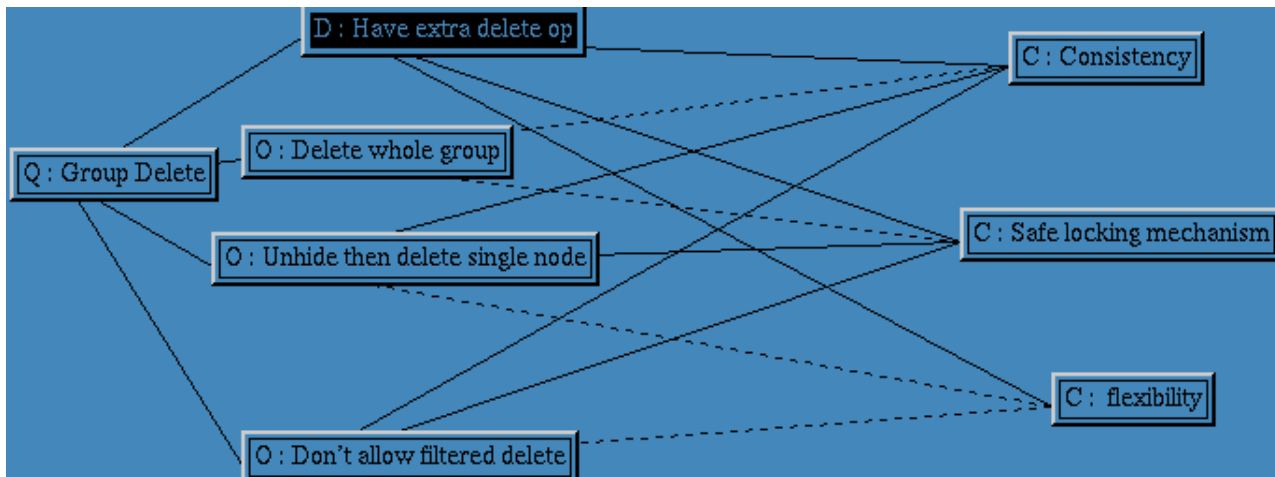 D : Have extra delete op
C : Consistency
O : Delete whole group
Q : Group Delete
C : Safe locking mechanism
O : Unhide then delete single node
C : flexibility
O : Don't allow filtered delete